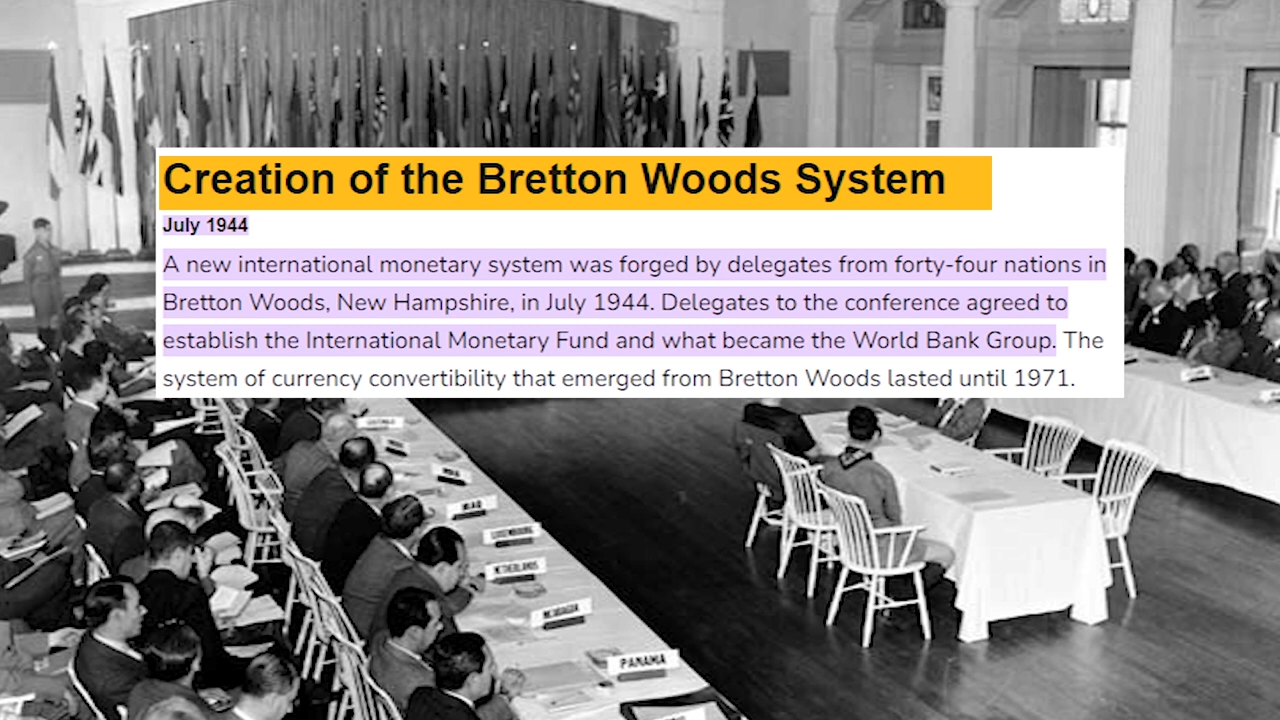 Creation of the Bretton Woods System
July 1944
A new international monetary system was forged by delegates from forty-four nations in
Bretton Woods, New Hampshire, in July 1944. Delegates to the conference agreed to
establish the International Monetary Fund and what became the World Bank Group. The
system of currency convertibility that emerged from Bretton Woods lasted until 1971.
IRAQ
LUXEMBOURG
NETHERLANDS
NICARAGUA
PANAMA